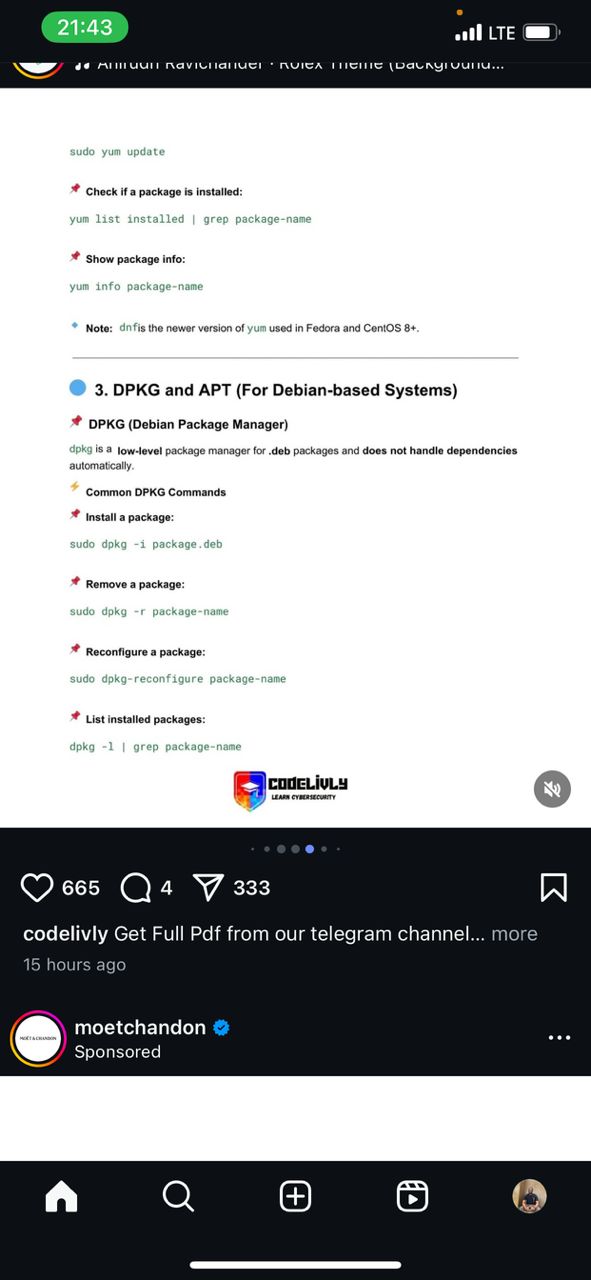 21:43
LTE
Anirudh Ravichander · Rolex Theme (Background...
sudo yum update
📌 Check if a package is installed:
yum list installed | grep package-name
📌 Show package info:
yum info package-name
🔹 Note: dnf is the newer version of yum used in Fedora and CentOS 8+.
🔵 3. DPKG and APT (For Debian-based Systems)
📌 DPKG (Debian Package Manager)
dpkg is a low-level package manager for .deb packages and does not handle dependencies
automatically.
⚡ Common DPKG Commands
📌 Install a package:
sudo dpkg -i package.deb
📌 Remove a package:
sudo dpkg -r package-name
📌 Reconfigure a package:
sudo dpkg-reconfigure package-name
📌 List installed packages:
dpkg -l | grep package-name
CODELIVLY
LEARN CYBERSECURITY
665 4 333
codelivly Get Full Pdf from our telegram channel... more
15 hours ago
MOËT & CHANDON
moetchandon
Sponsored